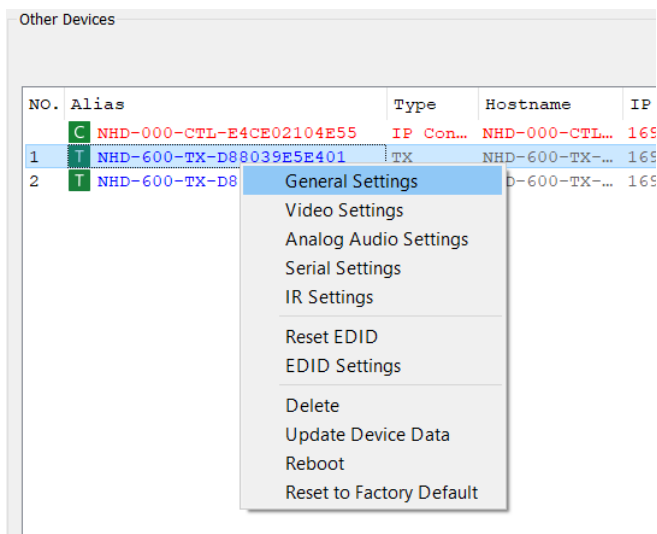 Other Devices
NO. Alias Type Hostname IP
C NHD-000-CTL-E4CE02104E55 IP Con… NHD-000-CTL… 169
1 T NHD-600-TX-D88039E5E401 TX NHD-600-TX-… 169
2 T NHD-600-TX-D8 D-600-TX-… 169
General Settings
Video Settings
Analog Audio Settings
Serial Settings
IR Settings
Reset EDID
EDID Settings
Delete
Update Device Data
Reboot
Reset to Factory Default